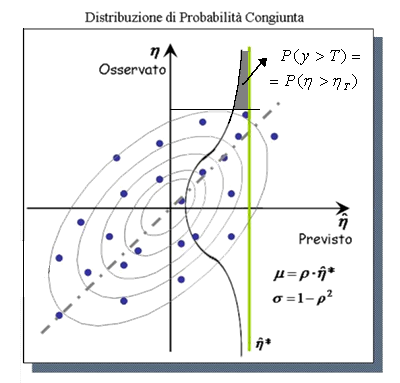 Distribuzione di Probabilità Congiunta
η
Osservato
P(y > T) =
= P(η > η_T)
η̂
Previsto
μ = ρ · η̂*
σ = 1 − ρ²
η̂*